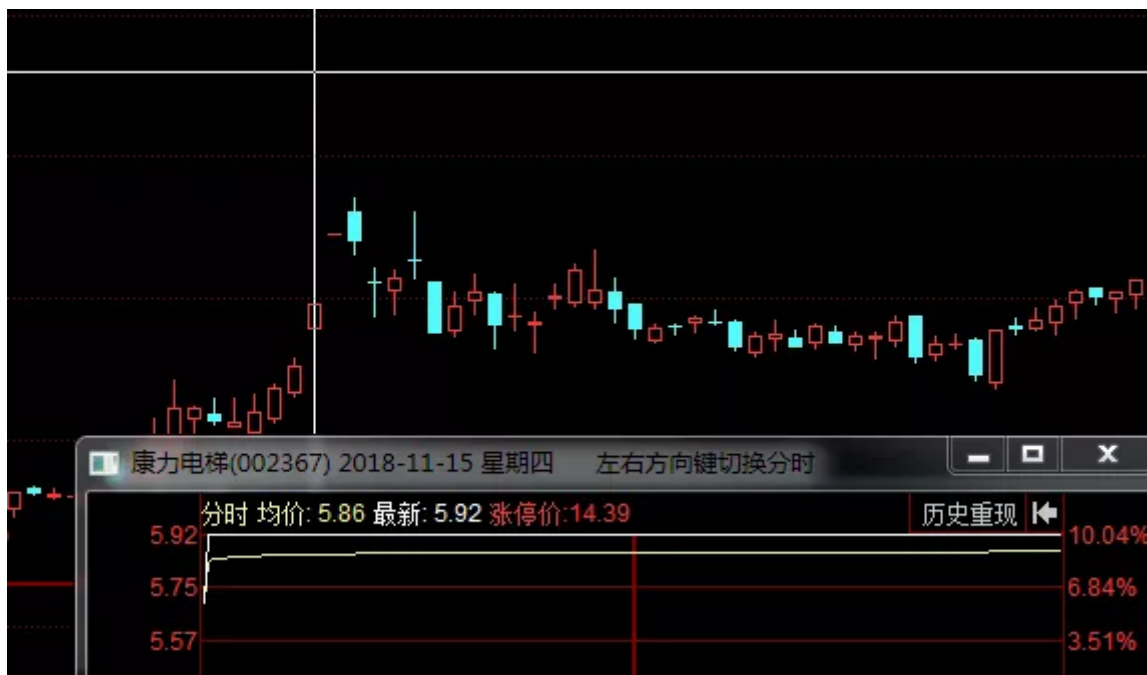 康力电梯(002367) 2018-11-15 星期四 左右方向键切换分时
分时 均价: 5.86 最新: 5.92 涨停价:14.39 历史重现
5.92 10.04%
5.75 6.84%
5.57 3.51%